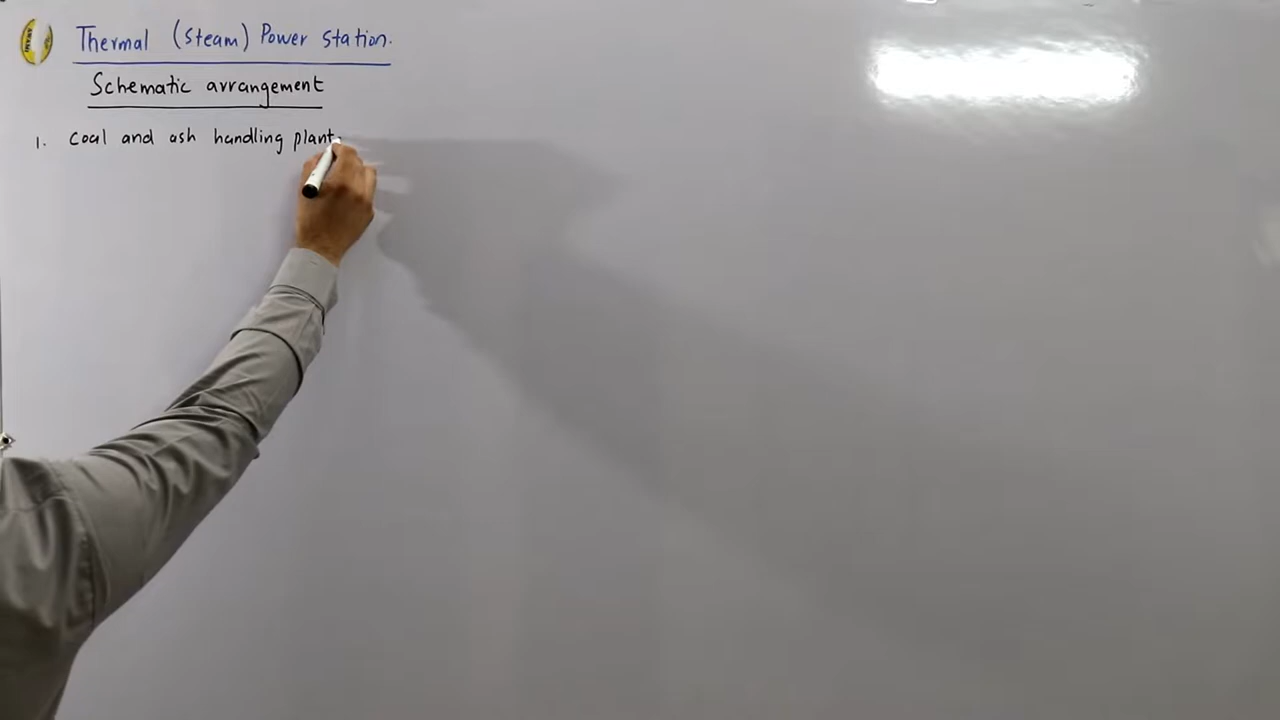 Thermal (Steam) Power station.
Schematic arrangement
1. Coal and ash handling plant